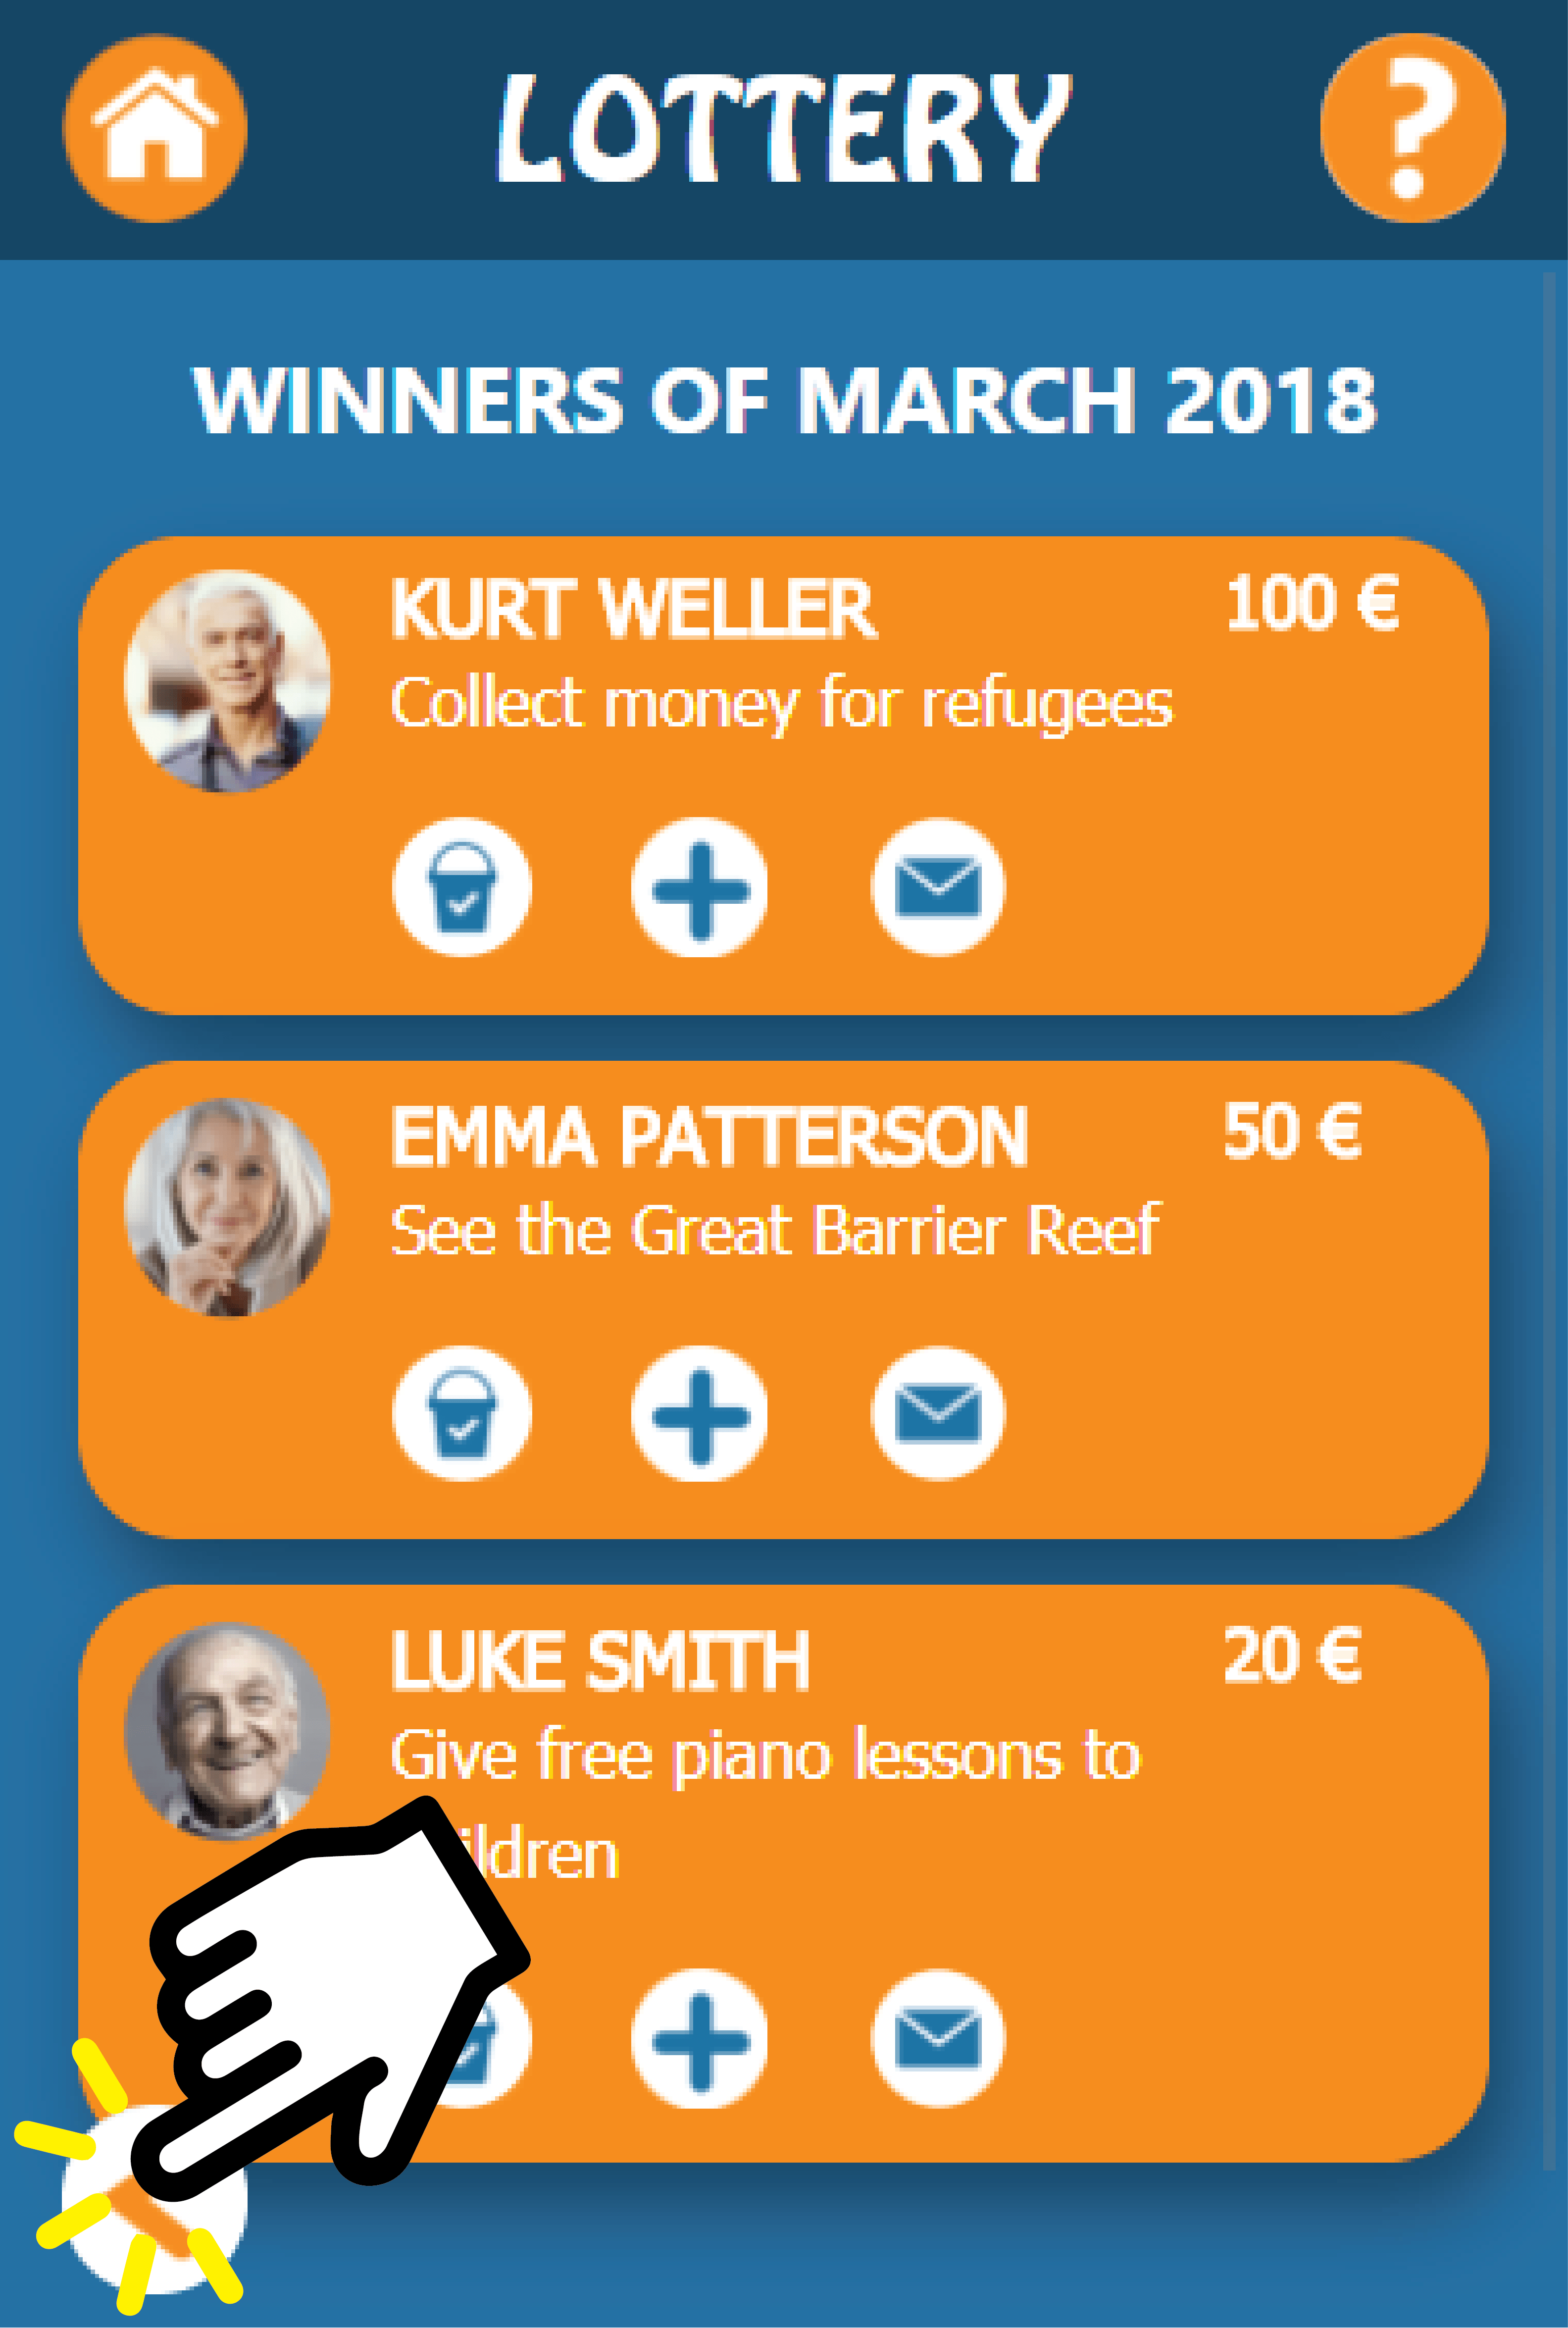 LOTTERY
WINNERS OF MARCH 2018
KURT WELLER 100 €
Collect money for refugees
EMMA PATTERSON 50 €
See the Great Barrier Reef
LUKE SMITH 20 €
Give free piano lessons to
ildren